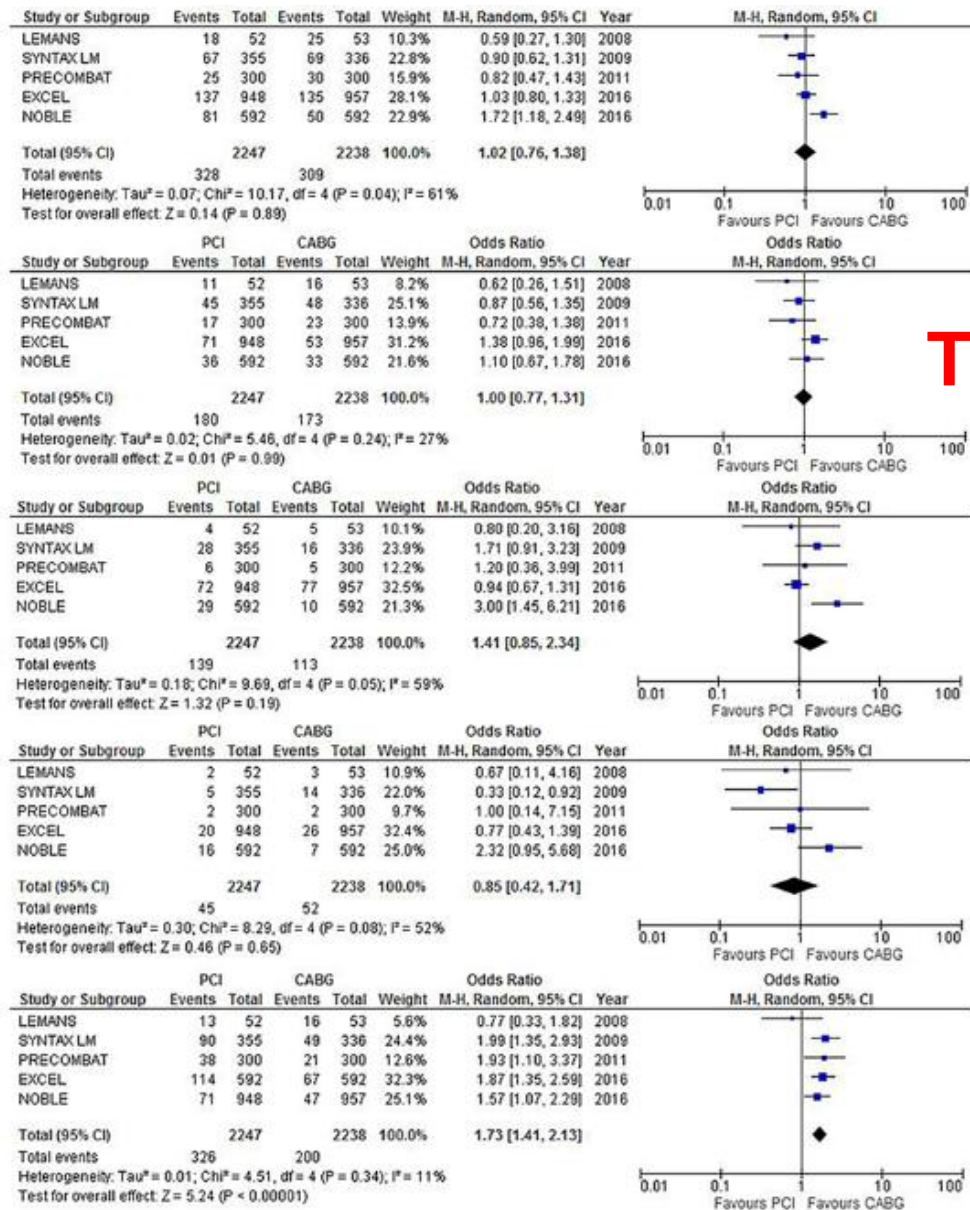 Study or Subgroup Events Total Events Total Weight M-H, Random, 95% CI Year M-H, Random, 95% CI
LEMANS 18 52 25 53 10.3% 0.59 [0.27, 1.30] 2008
SYNTAX LM 67 355 69 336 22.8% 0.90 [0.62, 1.31] 2009
PRECOMBAT 25 300 30 300 15.9% 0.82 [0.47, 1.43] 2011
EXCEL 137 948 135 957 28.1% 1.03 [0.80, 1.33] 2016
NOBLE 81 592 50 592 22.9% 1.72 [1.18, 2.49] 2016
Total (95% CI) 2247 2238 100.0% 1.02 [0.76, 1.38]
Total events 328 309
Heterogeneity: Tau² = 0.07; Chi² = 10.17, df = 4 (P = 0.04); I² = 61%
Test for overall effect: Z = 0.14 (P = 0.89)
0.01 0.1 1 10 100
Favours PCI Favours CABG
PCI CABG Odds Ratio Odds Ratio
Study or Subgroup Events Total Events Total Weight M-H, Random, 95% CI Year M-H, Random, 95% CI
LEMANS 11 52 16 53 8.2% 0.62 [0.26, 1.51] 2008
SYNTAX LM 45 355 48 336 25.1% 0.87 [0.56, 1.35] 2009
PRECOMBAT 17 300 23 300 13.9% 0.72 [0.38, 1.38] 2011
EXCEL 71 948 53 957 31.2% 1.38 [0.96, 1.99] 2016
NOBLE 36 592 33 592 21.6% 1.10 [0.67, 1.78] 2016
T
Total (95% CI) 2247 2238 100.0% 1.00 [0.77, 1.31]
Total events 180 173
Heterogeneity: Tau² = 0.02; Chi² = 5.46, df = 4 (P = 0.24); I² = 27%
Test for overall effect: Z = 0.01 (P = 0.99)
0.01 0.1 1 10 100
Favours PCI Favours CABG
PCI CABG Odds Ratio Odds Ratio
Study or Subgroup Events Total Events Total Weight M-H, Random, 95% CI Year M-H, Random, 95% CI
LEMANS 4 52 5 53 10.1% 0.80 [0.20, 3.16] 2008
SYNTAX LM 28 355 16 336 23.9% 1.71 [0.91, 3.23] 2009
PRECOMBAT 6 300 5 300 12.2% 1.20 [0.36, 3.99] 2011
EXCEL 72 948 77 957 32.5% 0.94 [0.67, 1.31] 2016
NOBLE 29 592 10 592 21.3% 3.00 [1.45, 6.21] 2016
Total (95% CI) 2247 2238 100.0% 1.41 [0.85, 2.34]
Total events 139 113
Heterogeneity: Tau² = 0.18; Chi² = 9.69, df = 4 (P = 0.05); I² = 59%
Test for overall effect: Z = 1.32 (P = 0.19)
0.01 0.1 1 10 100
Favours PCI Favours CABG
PCI CABG Odds Ratio Odds Ratio
Study or Subgroup Events Total Events Total Weight M-H, Random, 95% CI Year M-H, Random, 95% CI
LEMANS 2 52 3 53 10.9% 0.67 [0.11, 4.16] 2008
SYNTAX LM 5 355 14 336 22.0% 0.33 [0.12, 0.92] 2009
PRECOMBAT 2 300 2 300 9.7% 1.00 [0.14, 7.15] 2011
EXCEL 20 948 26 957 32.4% 0.77 [0.43, 1.39] 2016
NOBLE 16 592 7 592 25.0% 2.32 [0.95, 5.68] 2016
Total (95% CI) 2247 2238 100.0% 0.85 [0.42, 1.71]
Total events 45 52
Heterogeneity: Tau² = 0.30; Chi² = 8.29, df = 4 (P = 0.08); I² = 52%
Test for overall effect: Z = 0.46 (P = 0.65)
0.01 0.1 1 10 100
Favours PCI Favours CABG
PCI CABG Odds Ratio Odds Ratio
Study or Subgroup Events Total Events Total Weight M-H, Random, 95% CI Year M-H, Random, 95% CI
LEMANS 13 52 16 53 5.6% 0.77 [0.33, 1.82] 2008
SYNTAX LM 90 355 49 336 24.4% 1.99 [1.35, 2.93] 2009
PRECOMBAT 38 300 21 300 12.6% 1.93 [1.10, 3.37] 2011
EXCEL 114 592 67 592 32.3% 1.87 [1.35, 2.59] 2016
NOBLE 71 948 47 957 25.1% 1.57 [1.07, 2.29] 2016
Total (95% CI) 2247 2238 100.0% 1.73 [1.41, 2.13]
Total events 326 200
Heterogeneity: Tau² = 0.01; Chi² = 4.51, df = 4 (P = 0.34); I² = 11%
Test for overall effect: Z = 5.24 (P < 0.00001)
0.01 0.1 1 10 100
Favours PCI Favours CABG